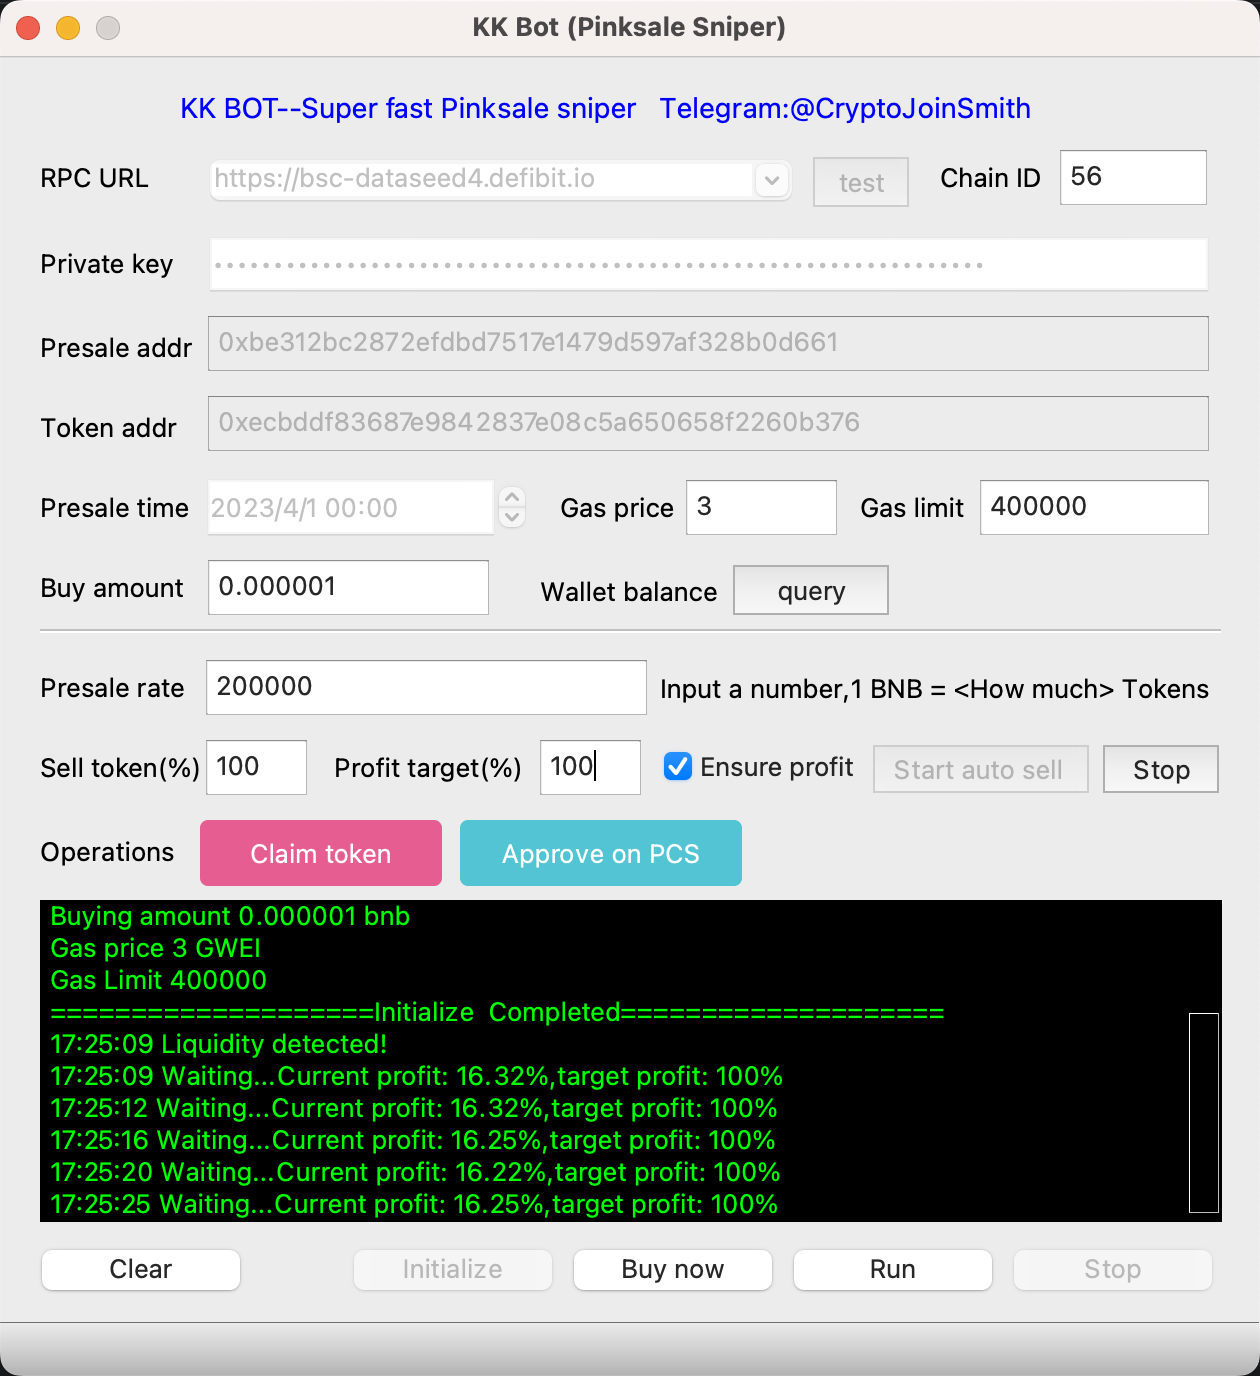 KK Bot (Pinksale Sniper)
KK BOT--Super fast Pinksale sniper Telegram:@CryptoJoinSmith
RPC URL https://bsc-dataseed4.defibit.io test Chain ID 56
Private key ••••••••••••••••••••••••••••••••••••••••••••••••••••••••••••••••
Presale addr 0xbe312bc2872efdbd7517e1479d597af328b0d661
Token addr 0xecbddf83687e9842837e08c5a650658f2260b376
Presale time 2023/4/1 00:00 Gas price 3 Gas limit 400000
Buy amount 0.000001 Wallet balance query
Presale rate 200000 Input a number,1 BNB = <How much> Tokens
Sell token(%) 100 Profit target(%) 100 Ensure profit Start auto sell Stop
Operations Claim token Approve on PCS
Buying amount 0.000001 bnb
Gas price 3 GWEI
Gas Limit 400000
=====================Initialize  Completed====================
17:25:09 Liquidity detected!
17:25:09 Waiting...Current profit: 16.32%,target profit: 100%
17:25:12 Waiting...Current profit: 16.32%,target profit: 100%
17:25:16 Waiting...Current profit: 16.25%,target profit: 100%
17:25:20 Waiting...Current profit: 16.22%,target profit: 100%
17:25:25 Waiting...Current profit: 16.25%,target profit: 100%
Clear Initialize Buy now Run Stop